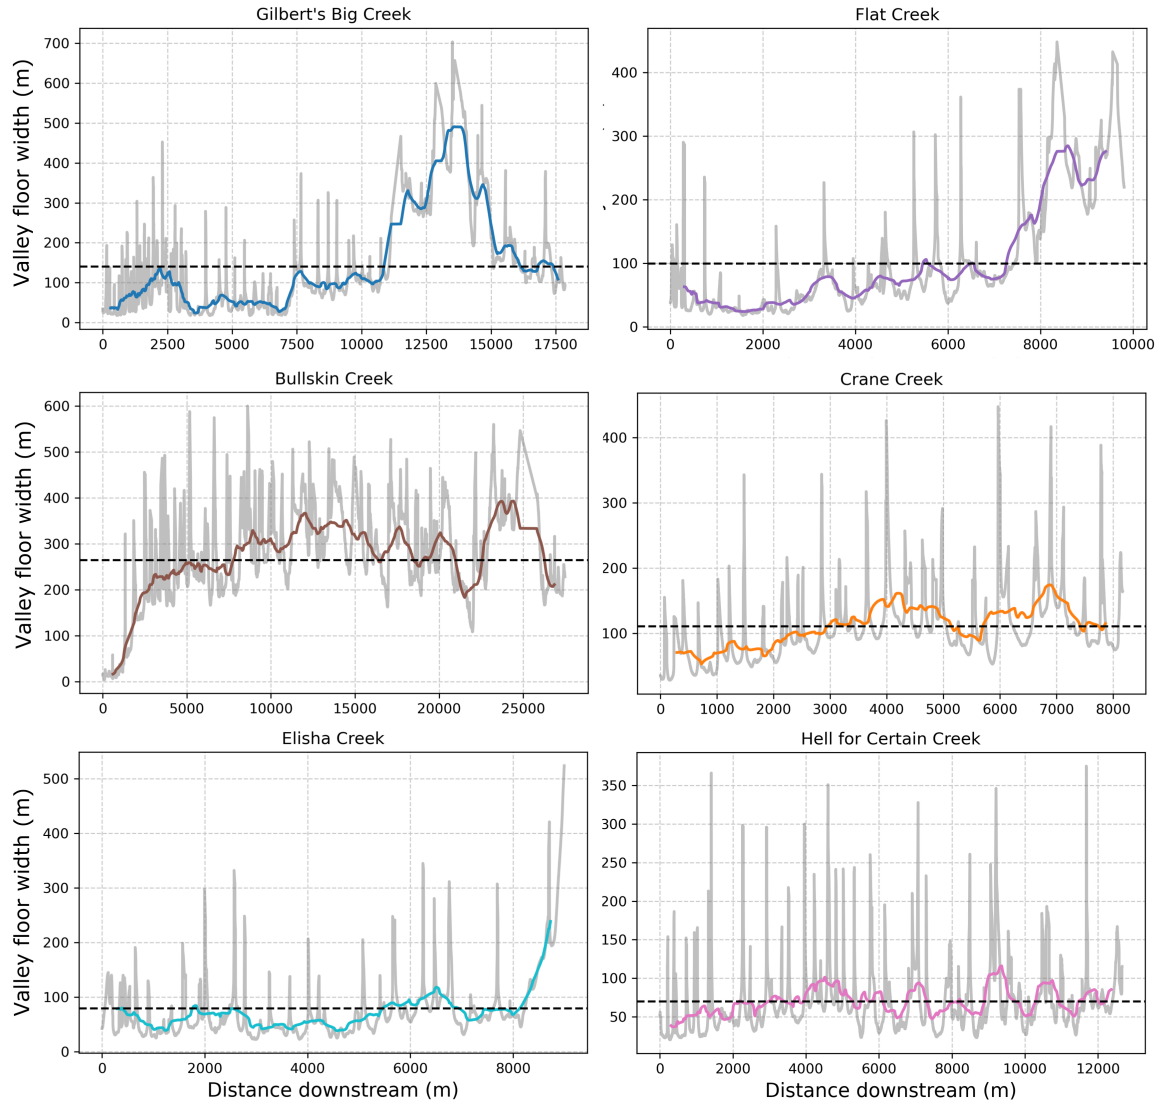 Gilbert's Big Creek
Valley floor width (m)
700
600
500
400
300
200
100
0
0 2500 5000 7500 10000 12500 15000 17500
Flat Creek
400
300
200
100
0
0 2000 4000 6000 8000 10000
Bullskin Creek
Valley floor width (m)
600
500
400
300
200
100
0
0 5000 10000 15000 20000 25000
Crane Creek
400
300
200
100
0 1000 2000 3000 4000 5000 6000 7000 8000
Elisha Creek
Valley floor width (m)
500
400
300
200
100
0
0 2000 4000 6000 8000
Distance downstream (m)
Hell for Certain Creek
350
300
250
200
150
100
50
0 2000 4000 6000 8000 10000 12000
Distance downstream (m)